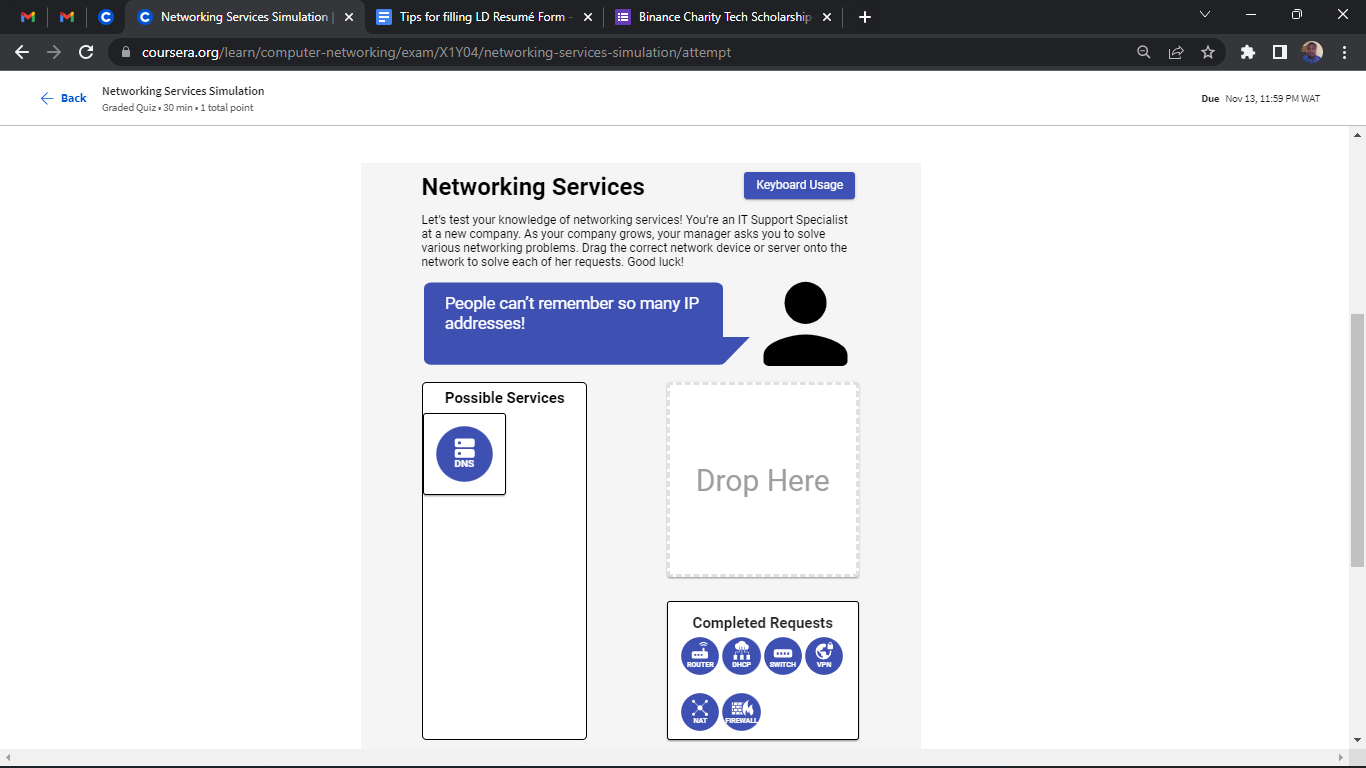 Networking Services Simulation |
Tips for filling LD Resumé Form -
Binance Charity Tech Scholarship
coursera.org/learn/computer-networking/exam/X1Y04/networking-services-simulation/attempt
Back
Networking Services Simulation
Graded Quiz • 30 min • 1 total point
Due Nov 13, 11:59 PM WAT
Networking Services
Keyboard Usage
Let's test your knowledge of networking services! You're an IT Support Specialist
at a new company. As your company grows, your manager asks you to solve
various networking problems. Drag the correct network device or server onto the
network to solve each of her requests. Good luck!
People can't remember so many IP
addresses!
Possible Services
DNS
Drop Here
Completed Requests
ROUTER DHCP SWITCH VPN
NAT FIREWALL